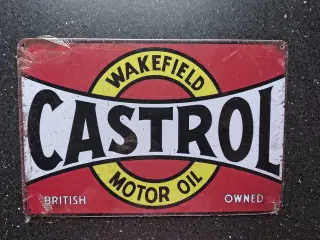 WAKEFIELD
CASTROL
MOTOR OIL
BRITISH OWNED